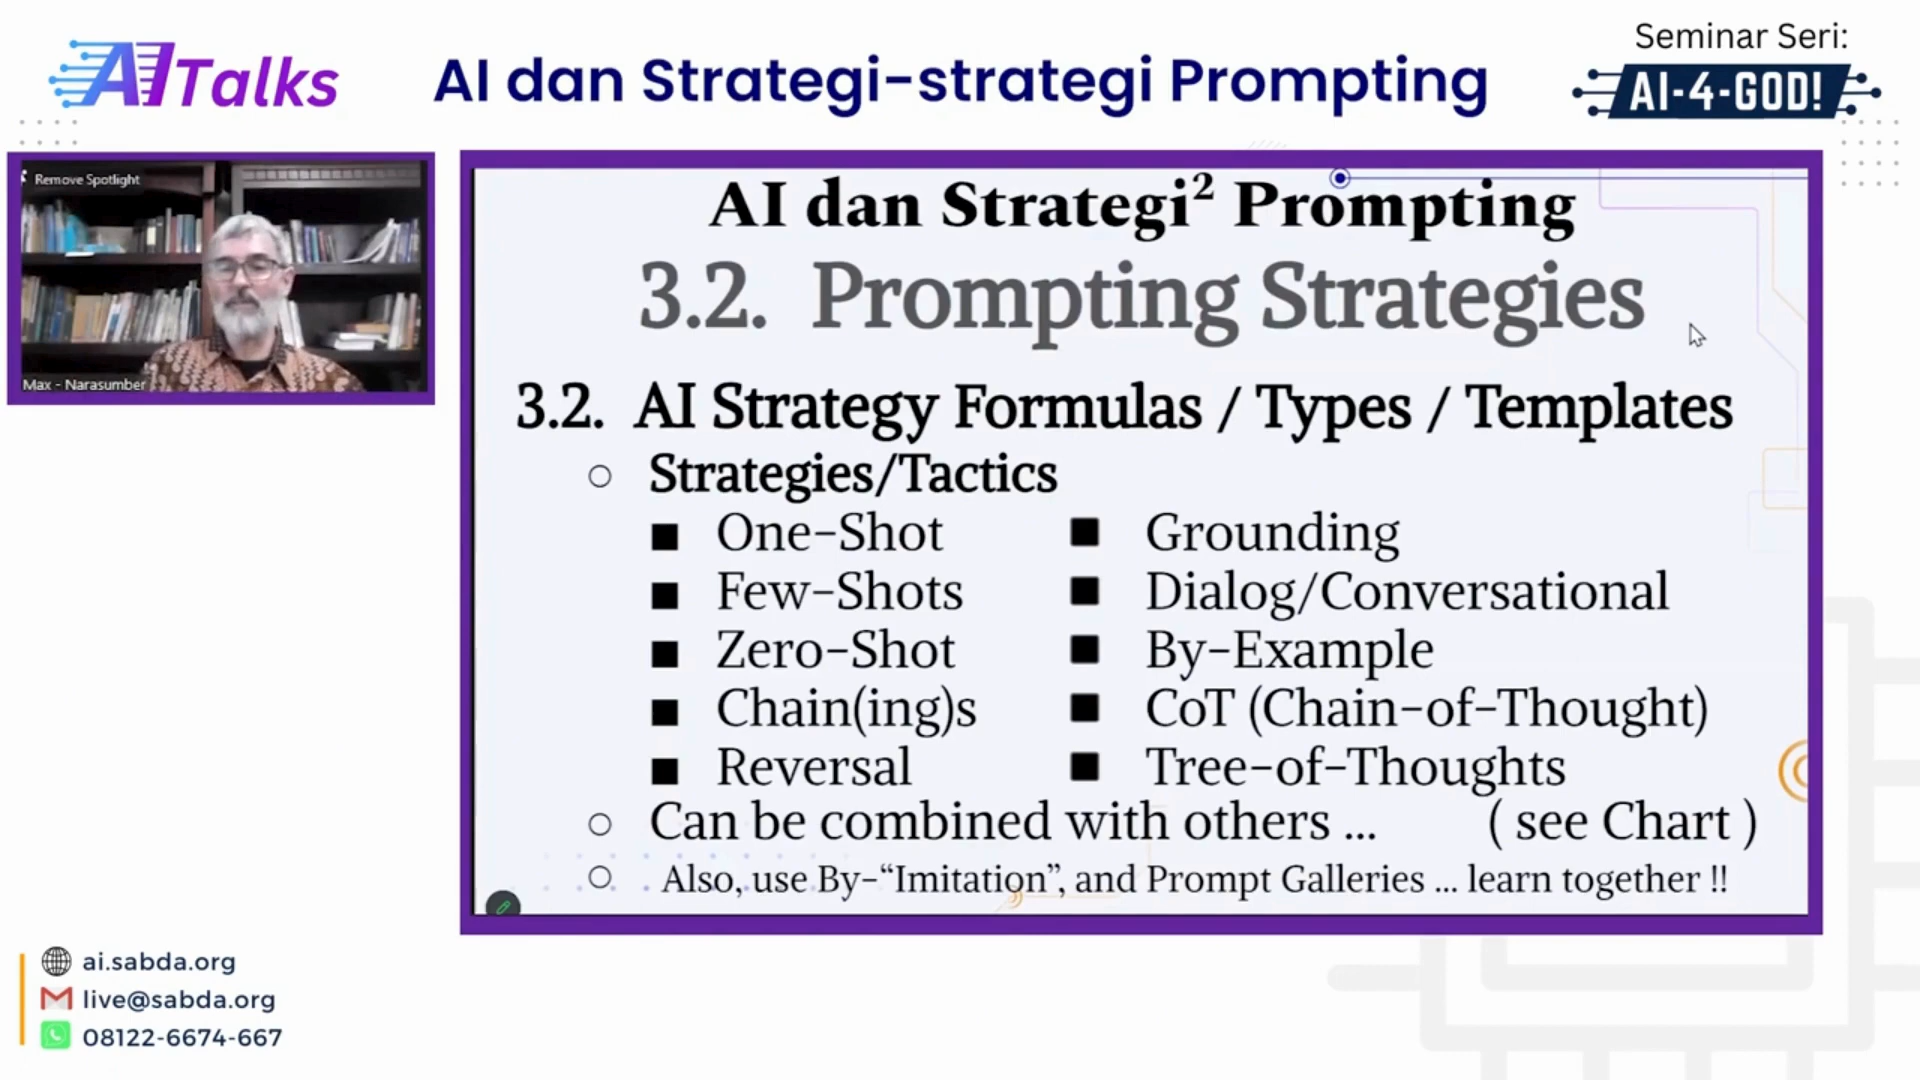 AI Talks
AI dan Strategi-strategi Prompting
Seminar Seri:
AI-4-GOD!
Remove Spotlight
Max - Narasumber
AI dan Strategi² Prompting
3.2. Prompting Strategies
3.2. AI Strategy Formulas / Types / Templates
○ Strategies/Tactics
■ One-Shot
■ Few-Shots
■ Zero-Shot
■ Chain(ing)s
■ Reversal
■ Grounding
■ Dialog/Conversational
■ By-Example
■ CoT (Chain-of-Thought)
■ Tree-of-Thoughts
○ Can be combined with others ... ( see Chart )
○ Also, use By-“Imitation”, and Prompt Galleries ... learn together !!
ai.sabda.org
live@sabda.org
08122-6674-667